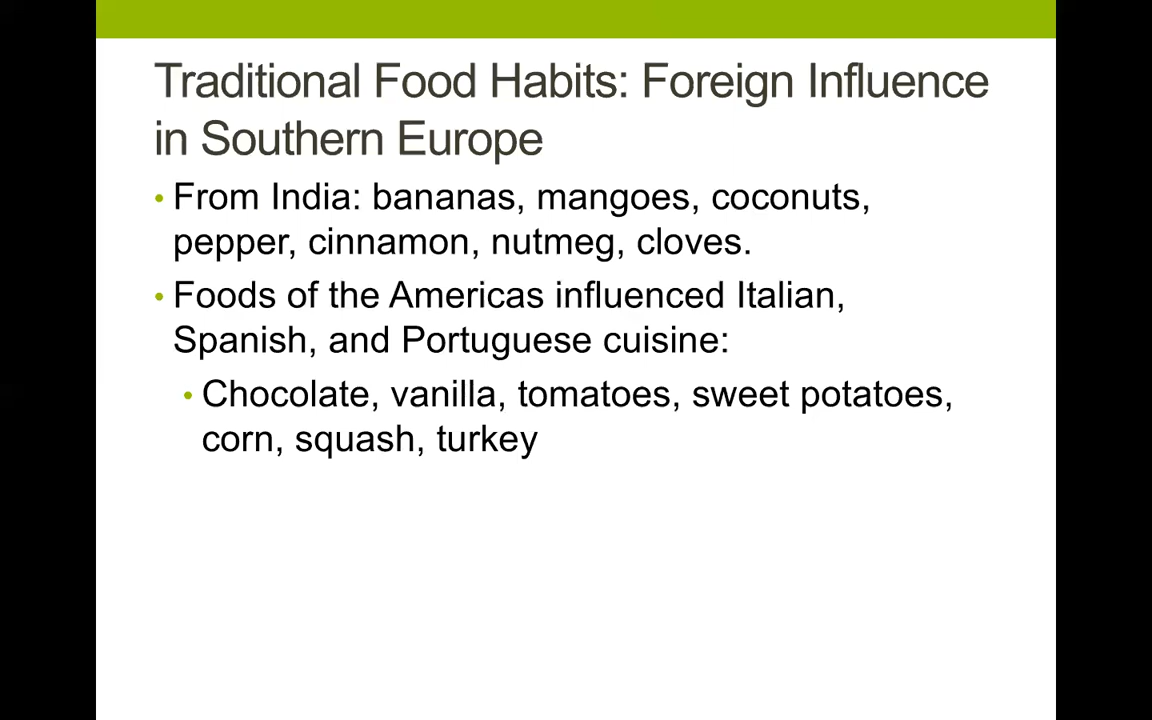 Traditional Food Habits: Foreign Influence
in Southern Europe
• From India: bananas, mangoes, coconuts,
pepper, cinnamon, nutmeg, cloves.
• Foods of the Americas influenced Italian,
Spanish, and Portuguese cuisine:
• Chocolate, vanilla, tomatoes, sweet potatoes,
corn, squash, turkey